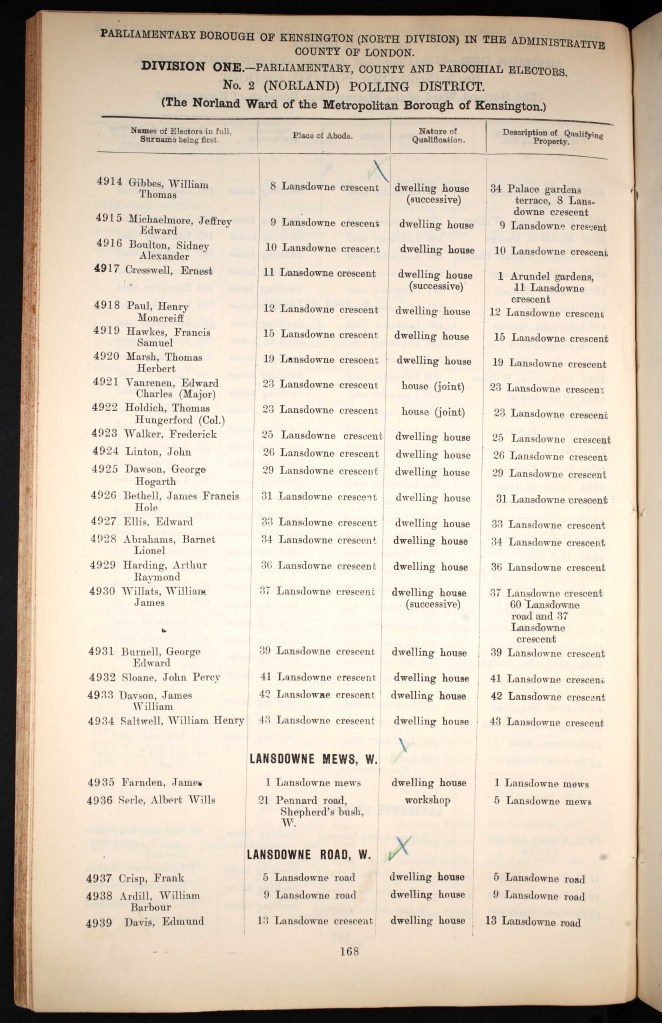 PARLIAMENTARY BOROUGH OF KENSINGTON (NORTH DIVISION) IN THE ADMINISTRATIVE
COUNTY OF LONDON.
DIVISION ONE.—PARLIAMENTARY, COUNTY AND PAROCHIAL ELECTORS.
No. 2 (NORLAND) POLLING DISTRICT.
(The Norland Ward of the Metropolitan Borough of Kensington.)
Names of Electors in full, Surname being first. Place of Abode. Nature of Qualification. Description of Qualifying Property.
4914 Gibbes, William 8 Lansdowne crescent dwelling house 34 Palace gardens
Thomas (successive) terrace, 8 Lans-
downe crescent
4915 Michaelmore, Jeffrey 9 Lansdowne crescent dwelling house 9 Lansdowne crescent
Edward
4916 Boulton, Sidney 10 Lansdowne crescent dwelling house 10 Lansdowne crescent
Alexander
4917 Cresswell, Ernest 11 Lansdowne crescent dwelling house 1 Arundel gardens,
(successive) 11 Lansdowne
crescent
4918 Paul, Henry 12 Lansdowne crescent dwelling house 12 Lansdowne crescent
Moncreiff
4919 Hawkes, Francis 15 Lansdowne crescent dwelling house 15 Lansdowne crescent
Samuel
4920 Marsh, Thomas 19 Lansdowne crescent dwelling house 19 Lansdowne crescent
Herbert
4921 Vanrenen, Edward 23 Lansdowne crescent house (joint) 23 Lansdowne crescent
Charles (Major)
4922 Holdich, Thomas 23 Lansdowne crescent house (joint) 23 Lansdowne crescent
Hungerford (Col.)
4923 Walker, Frederick 25 Lansdowne crescent dwelling house 25 Lansdowne crescent
4924 Linton, John 26 Lansdowne crescent dwelling house 26 Lansdowne crescent
4925 Dawson, George 29 Lansdowne crescent dwelling house 29 Lansdowne crescent
Hogarth
4926 Bethell, James Francis 31 Lansdowne crescent dwelling house 31 Lansdowne crescent
Hole
4927 Ellis, Edward 33 Lansdowne crescent dwelling house 33 Lansdowne crescent
4928 Abrahams, Barnet 34 Lansdowne crescent dwelling house 34 Lansdowne crescent
Lionel
4929 Harding, Arthur 36 Lansdowne crescent dwelling house 36 Lansdowne crescent
Raymond
4930 Willats, William 37 Lansdowne crescent dwelling house 37 Lansdowne crescent
James (successive) 60 Lansdowne
road and 37
Lansdowne
crescent
4931 Burnell, George 39 Lansdowne crescent dwelling house 39 Lansdowne crescent
Edward
4932 Sloane, John Percy 41 Lansdowne crescent dwelling house 41 Lansdowne crescent
4933 Davson, James 42 Lansdowne crescent dwelling house 42 Lansdowne crescent
William
4934 Saltwell, William Henry 43 Lansdowne crescent dwelling house 43 Lansdowne crescent
LANSDOWNE MEWS, W.
4935 Farnden, James 1 Lansdowne mews dwelling house 1 Lansdowne mews
4936 Serle, Albert Wills 21 Pennard road, workshop 5 Lansdowne mews
Shepherd's bush,
W.
LANSDOWNE ROAD, W.
4937 Crisp, Frank 5 Lansdowne road dwelling house 5 Lansdowne road
4938 Ardill, William 9 Lansdowne road dwelling house 9 Lansdowne road
Barbour
4939 Davis, Edmund 13 Lansdowne crescent dwelling house 13 Lansdowne road
168